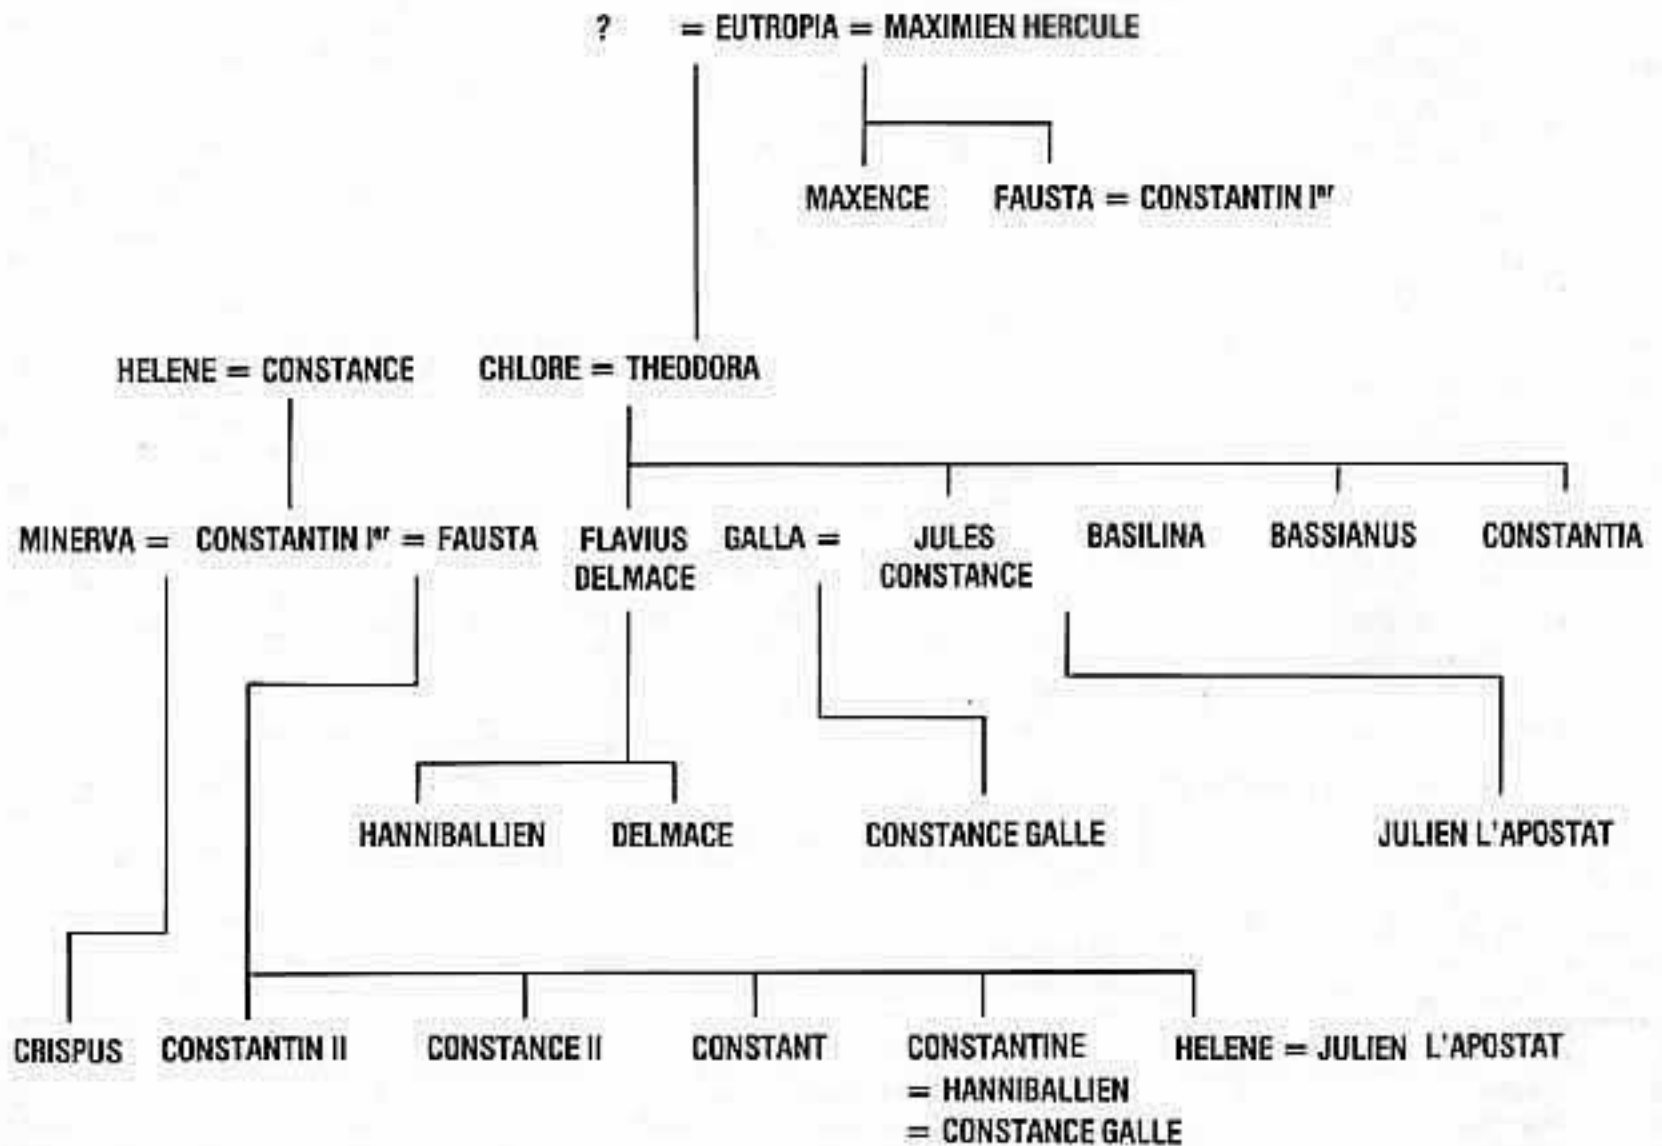 ? = EUTROPIA = MAXIMIEN HERCULE
MAXENCE FAUSTA = CONSTANTIN Ier
HELENE = CONSTANCE CHLORE = THEODORA
MINERVA = CONSTANTIN Ier = FAUSTA FLAVIUS GALLA = JULES BASILINA BASSIANUS CONSTANTIA
DELMACE CONSTANCE
HANNIBALLIEN DELMACE CONSTANCE GALLE JULIEN L'APOSTAT
CRISPUS CONSTANTIN II CONSTANCE II CONSTANT CONSTANTINE HELENE = JULIEN L'APOSTAT
= HANNIBALLIEN
= CONSTANCE GALLE